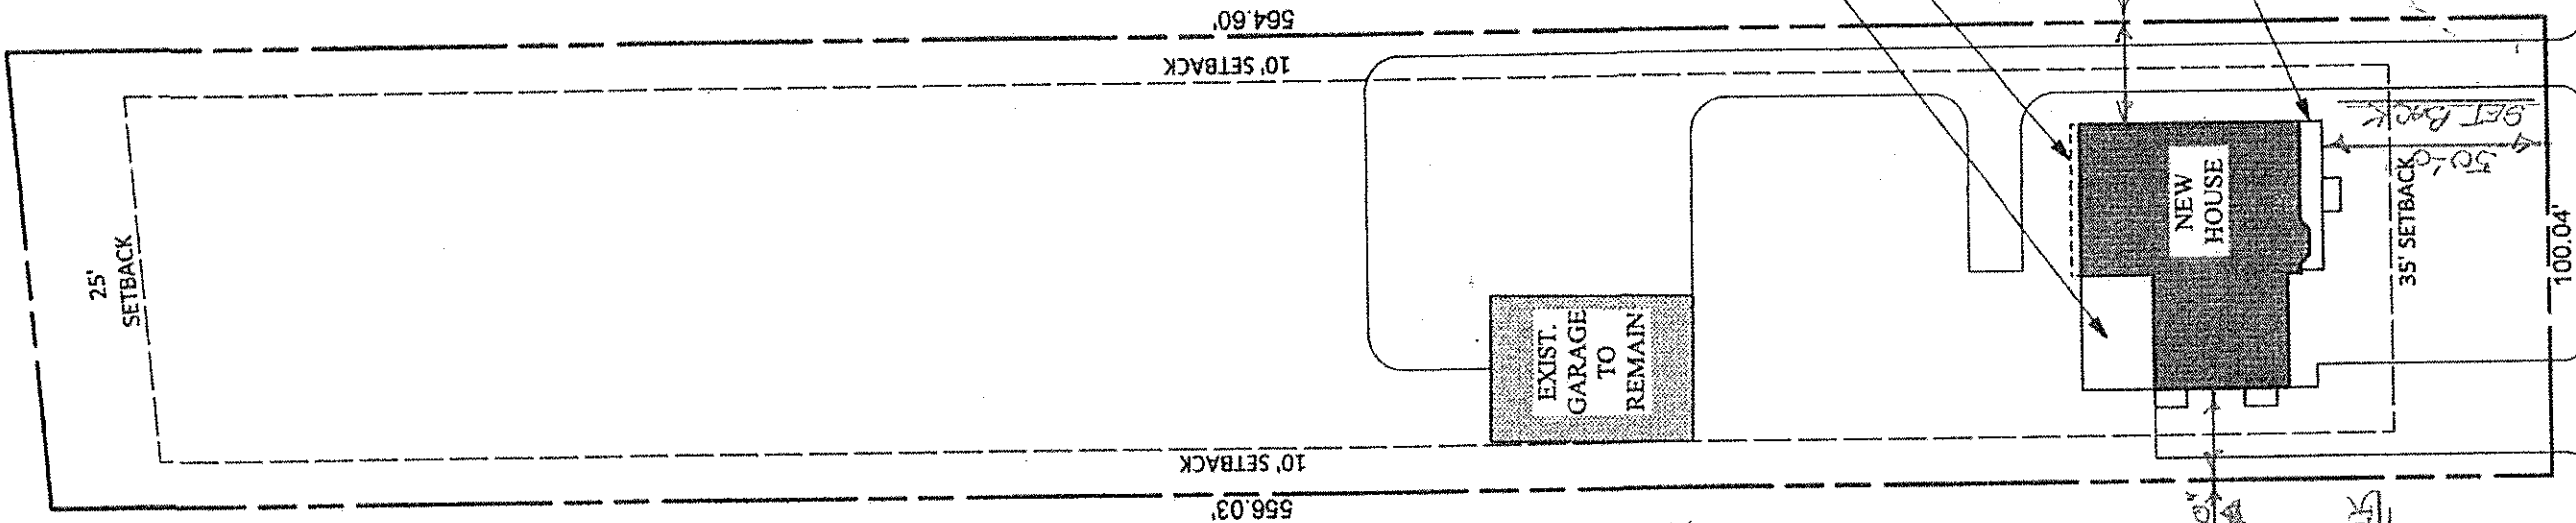 564.60'
10' SETBACK
25'
SETBACK
EXIST.
GARAGE
TO
REMAIN
NEW
HOUSE
SET BACK
50'-0
35' SETBACK
100.04'
10' SETBACK
556.03'